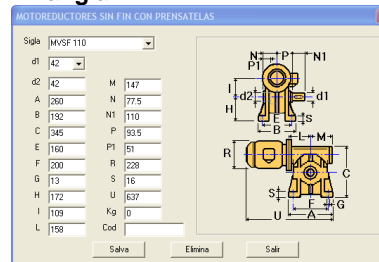 MOTOREDUCTORES SIN FIN CON PRENSATELAS
Sigla MVSF 110
d1 42
d2 42 M 147
A 260 N 77.5
B 192 N1 110
C 345 P 93.5
E 160 P1 51
F 200 R 228
G 13 S 16
H 172 U 637
I 109 Kg 0
L 158 Cod
Salva Elimina Salir
N P N1
P1
I
d2 d1
H
E S
B
L M
R
C
S
F G
A
U